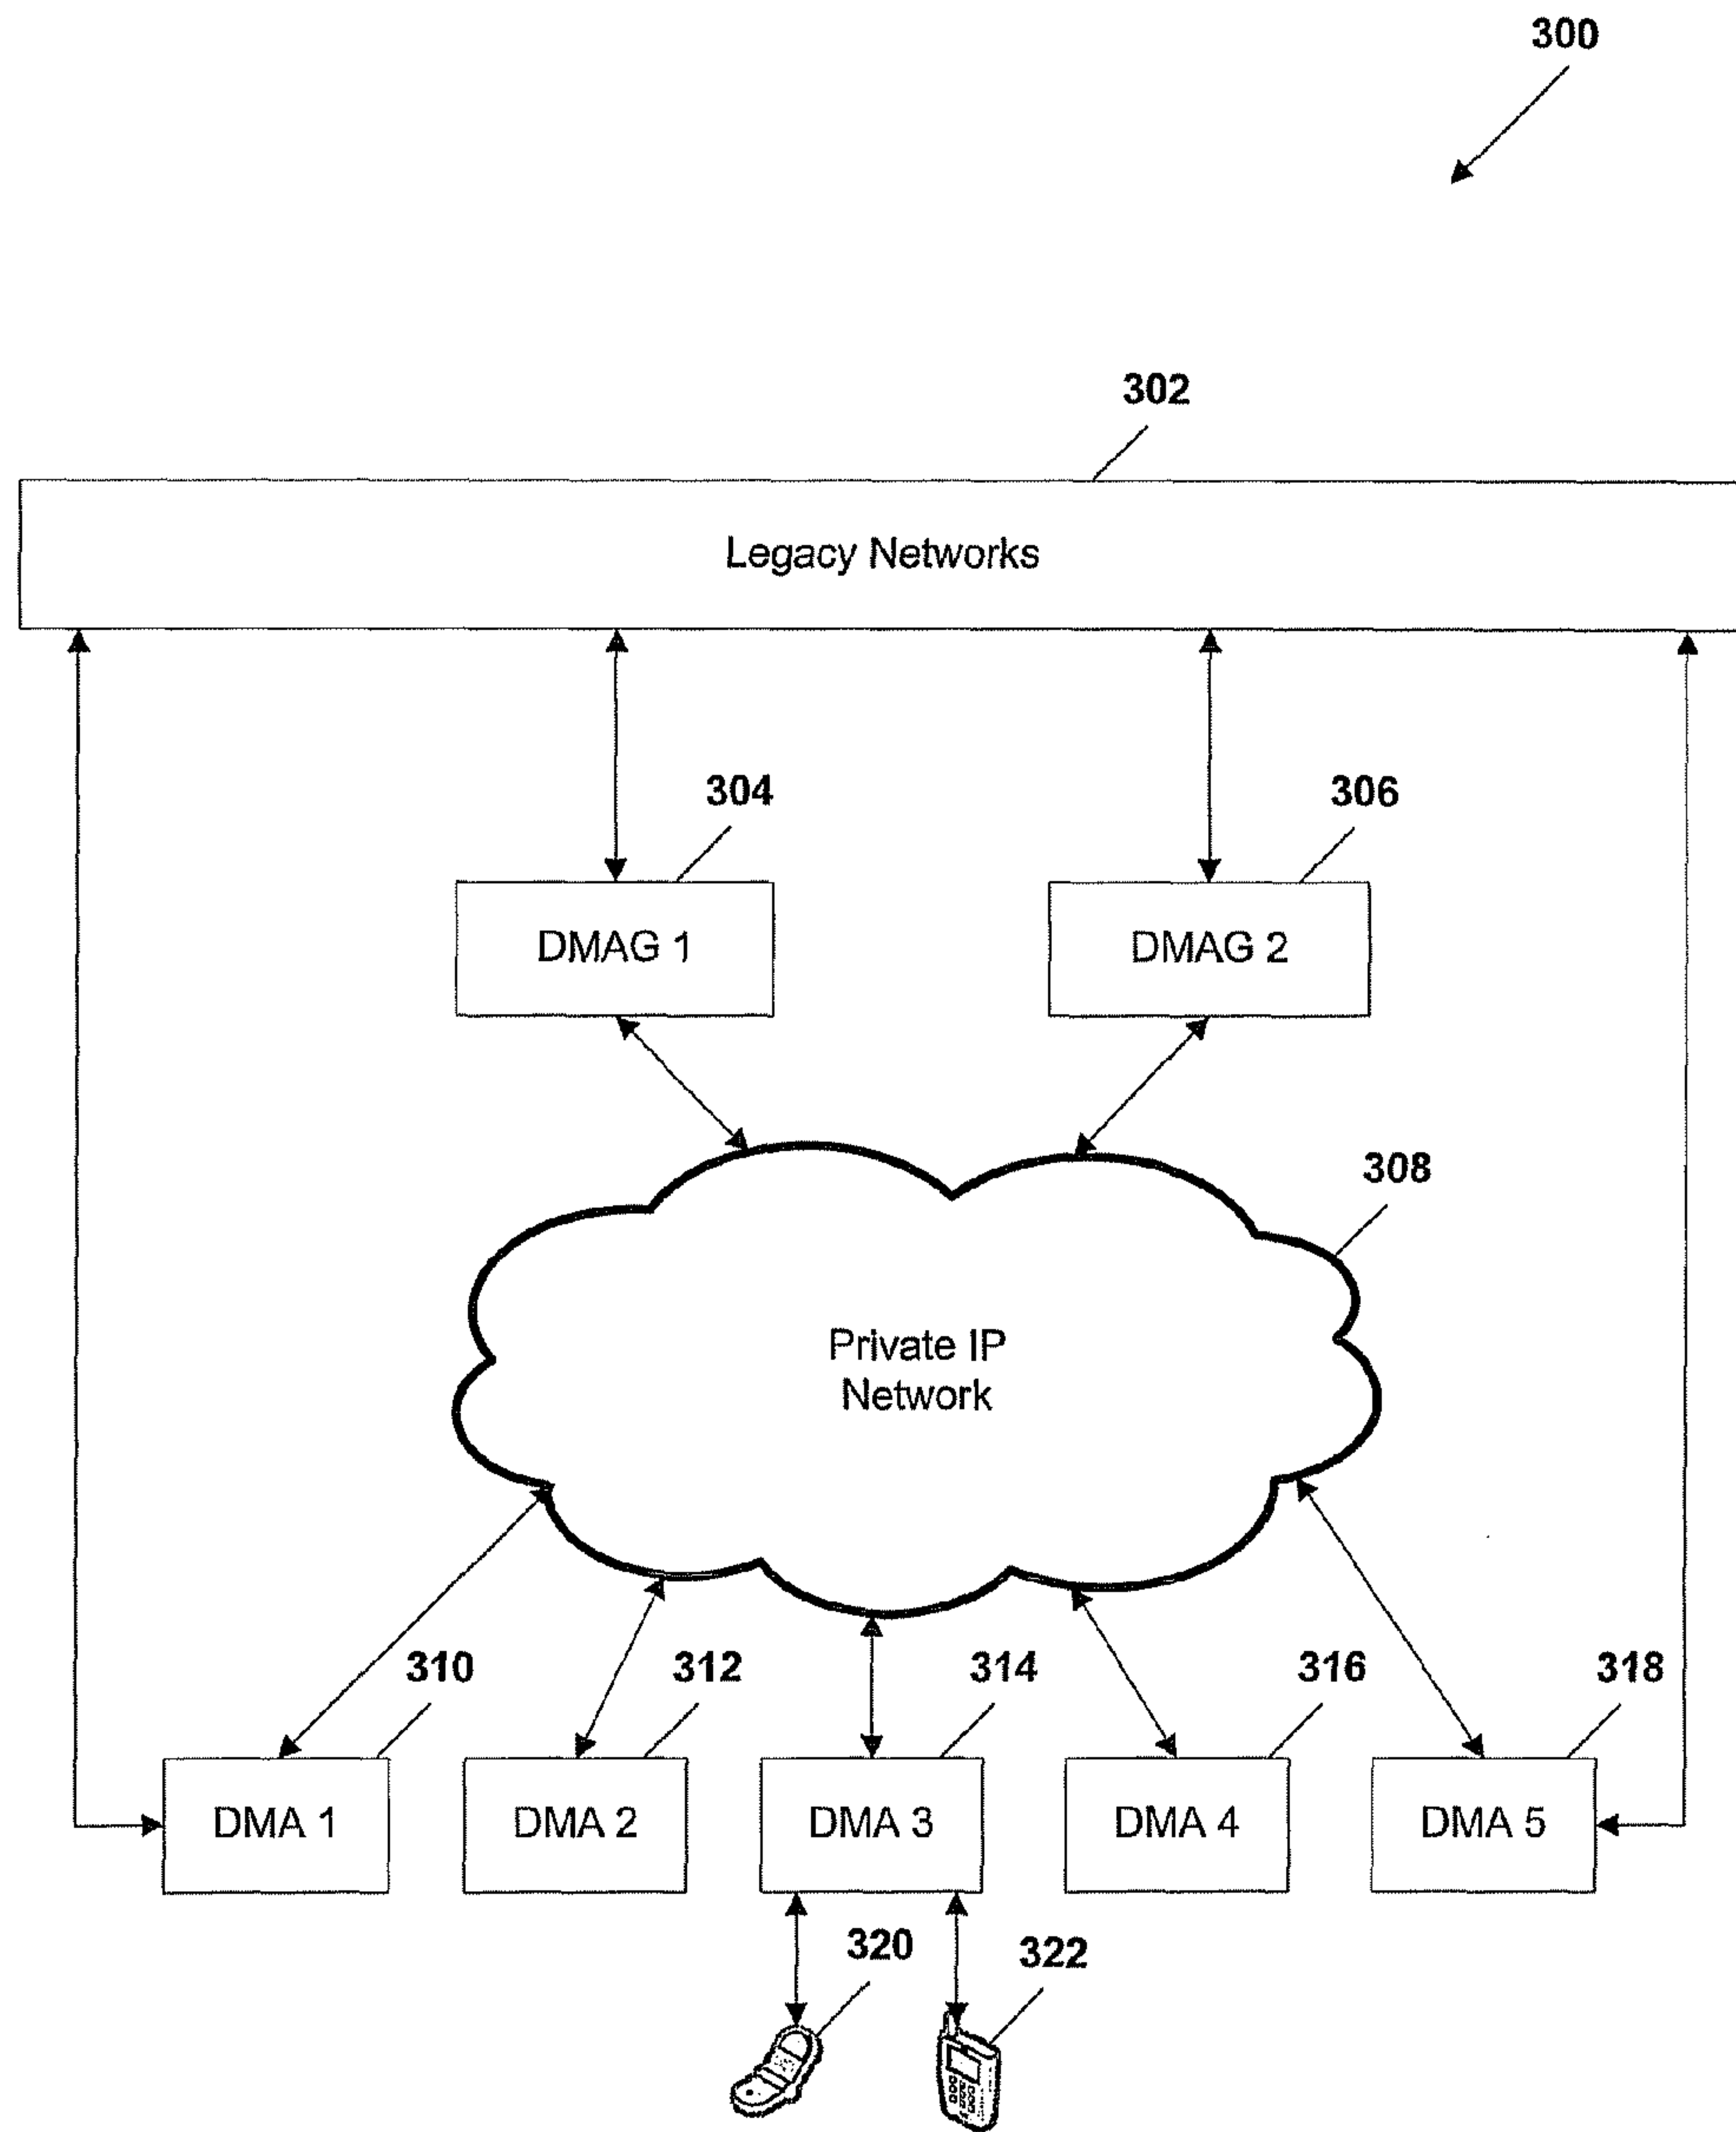 300
302
Legacy Networks
304
306
DMAG 1
DMAG 2
308
Private IP
Network
310
312
314
316
318
DMA 1
DMA 2
DMA 3
DMA 4
DMA 5
320
322